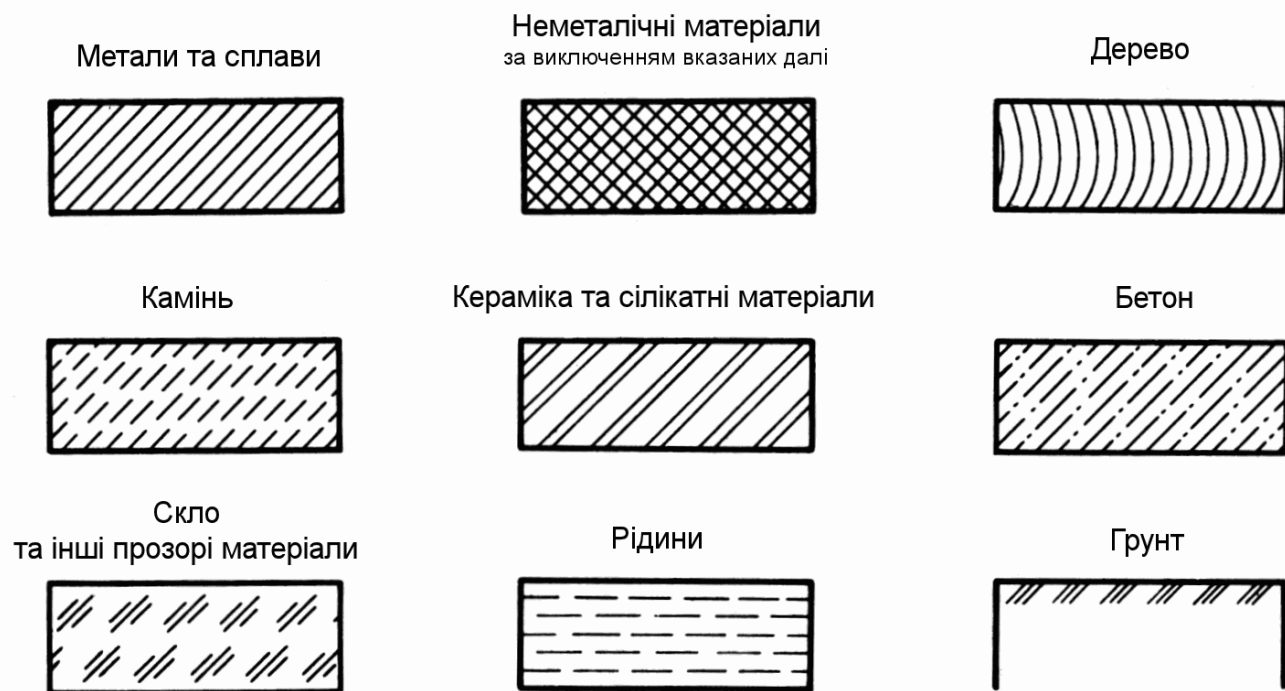 Метали та сплави
Неметалічні матеріали
за виключенням вказаних далі
Дерево
Камінь
Кераміка та сілікатні матеріали
Бетон
Скло
та інші прозорі матеріали
Рідини
Грунт